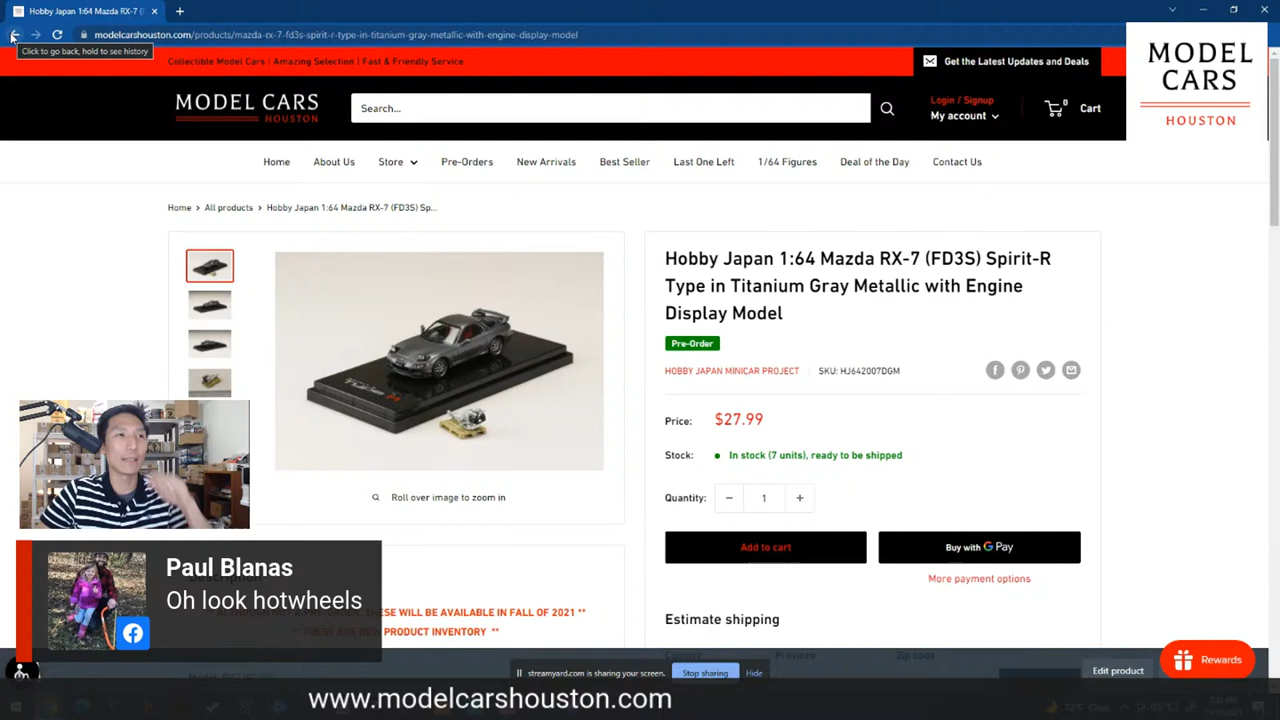 Hobby Japan 1:64 Mazda RX-7 (F
modelcarshouston.com/products/mazda-rx-7-fd3s-spirit-r-type-in-titanium-gray-metallic-with-engine-display-model
Click to go back, hold to see history
Collectible Model Cars | Amazing Selection | Fast & Friendly Service
Get the Latest Updates and Deals
MODEL CARS
HOUSTON
Search...
Login / Signup
My account
0
Cart
MODEL
CARS
HOUSTON
Home
About Us
Store
Pre-Orders
New Arrivals
Best Seller
Last One Left
1/64 Figures
Deal of the Day
Contact Us
Home > All products > Hobby Japan 1:64 Mazda RX-7 (FD3S) Sp...
Hobby Japan 1:64 Mazda RX-7 (FD3S) Spirit-R
Type in Titanium Gray Metallic with Engine
Display Model
Pre-Order
HOBBY JAPAN MINICAR PROJECT
SKU: HJ642007DGM
Price: $27.99
Stock: In stock (7 units), ready to be shipped
Roll over image to zoom in
Quantity: − 1 +
Add to cart
Buy with G Pay
More payment options
Paul Blanas
Oh look hotwheels
THESE WILL BE AVAILABLE IN FALL OF 2021 **
PRODUCT INVENTORY **
Estimate shipping
Country
Province
Zip code
streamyard.com is sharing your screen.
Stop sharing
Hide
Edit product
Rewards
www.modelcarshouston.com